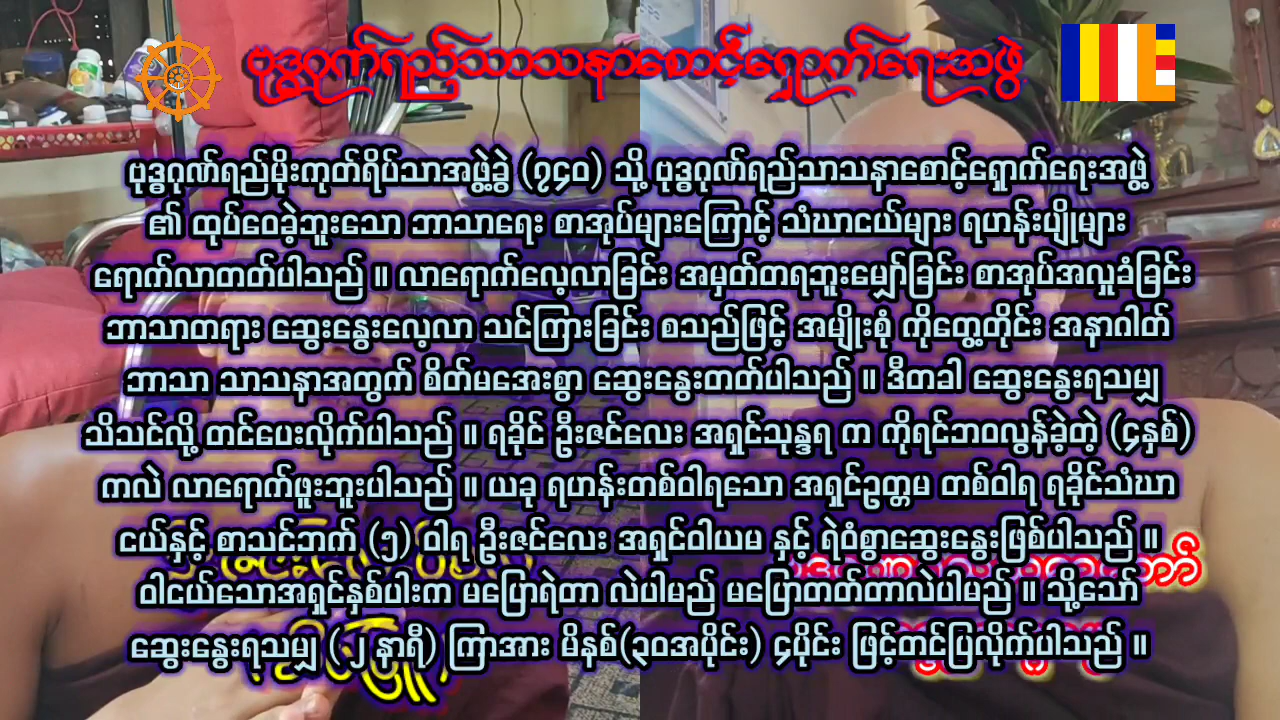 ဗုဒ္ဓဂုဏ်ရည်သာသနာစောင့်ရှောက်ရေးအဖွဲ့
ဗုဒ္ဓဂုဏ်ရည်မိုးကုတ်ရိပ်သာအဖွဲ့ခွဲ (၇၄၀) သို့ ဗုဒ္ဓဂုဏ်ရည်သာသနာစောင့်ရှောက်ရေးအဖွဲ့
၏ ထုပ်ဝေခဲ့ဘူးသော ဘာသာရေး စာအုပ်များကြောင့် သံဃာငယ်များ ရဟန်းပျိုများ
ရောက်လာတတ်ပါသည် ။ လာရောက်လေ့လာခြင်း အမှတ်တရဘူးမျှော်ခြင်း စာအုပ်အလှူခံခြင်း
ဘာသာတရား ဆွေးနွေးလေ့လာ သင်ကြားခြင်း စသည်ဖြင့် အမျိုးစုံ ကိုတွေ့တိုင်း အနာဂါတ်
ဘာသာ သာသနာအတွက် စိတ်မအေးစွာ ဆွေးနွေးတတ်ပါသည် ။ ဒီတခါ ဆွေးနွေးရသမျှ
သိသင်လို့ တင်ပေးလိုက်ပါသည် ။ ရခိုင် ဦးဇင်လေး အရှင်သုန္ဒရ က ကိုရင်ဘဝလွန်ခဲ့တဲ့ (၄နှစ်)
ကလဲ လာရောက်ဖူးဘူးပါသည် ။ ယခု ရဟန်းတစ်ဝါရသော အရှင်ဥတ္တမ တစ်ဝါရ ရခိုင်သံဃာ
ငယ်နှင့် စာသင်ဘက် (၅) ဝါရ ဦးဇင်လေး အရှင်ဝါယမ နှင့် ရဲဝံစွာဆွေးနွေးဖြစ်ပါသည် ။
ဝါငယ်သောအရှင်နှစ်ပါးက မပြောရဲတာ လဲပါမည် မပြောတတ်တာလဲပါမည် ။ သို့သော်
ဆွေးနွေးရသမျှ (၂နာရီ) ကြာအား မိနစ်(၃၀အပိုင်း) ၄ပိုင်း ဖြင့်တင်ပြလိုက်ပါသည် ။